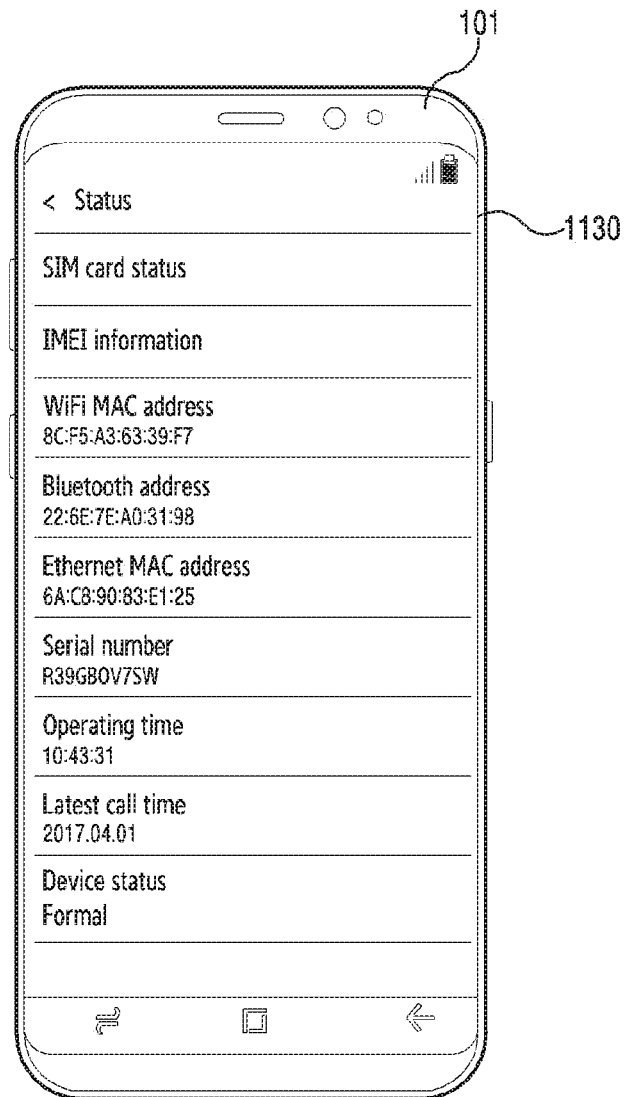 101
< Status
1130
SIM card status
IMEI information
WiFi MAC address
8C:F5:A3:63:39:F7
Bluetooth address
22:6E:7E:A0:31:98
Ethernet MAC address
6A:C8:90:83:E1:25
Serial number
R39GBOV7SW
Operating time
10:43:31
Latest call time
2017.04.01
Device status
Formal